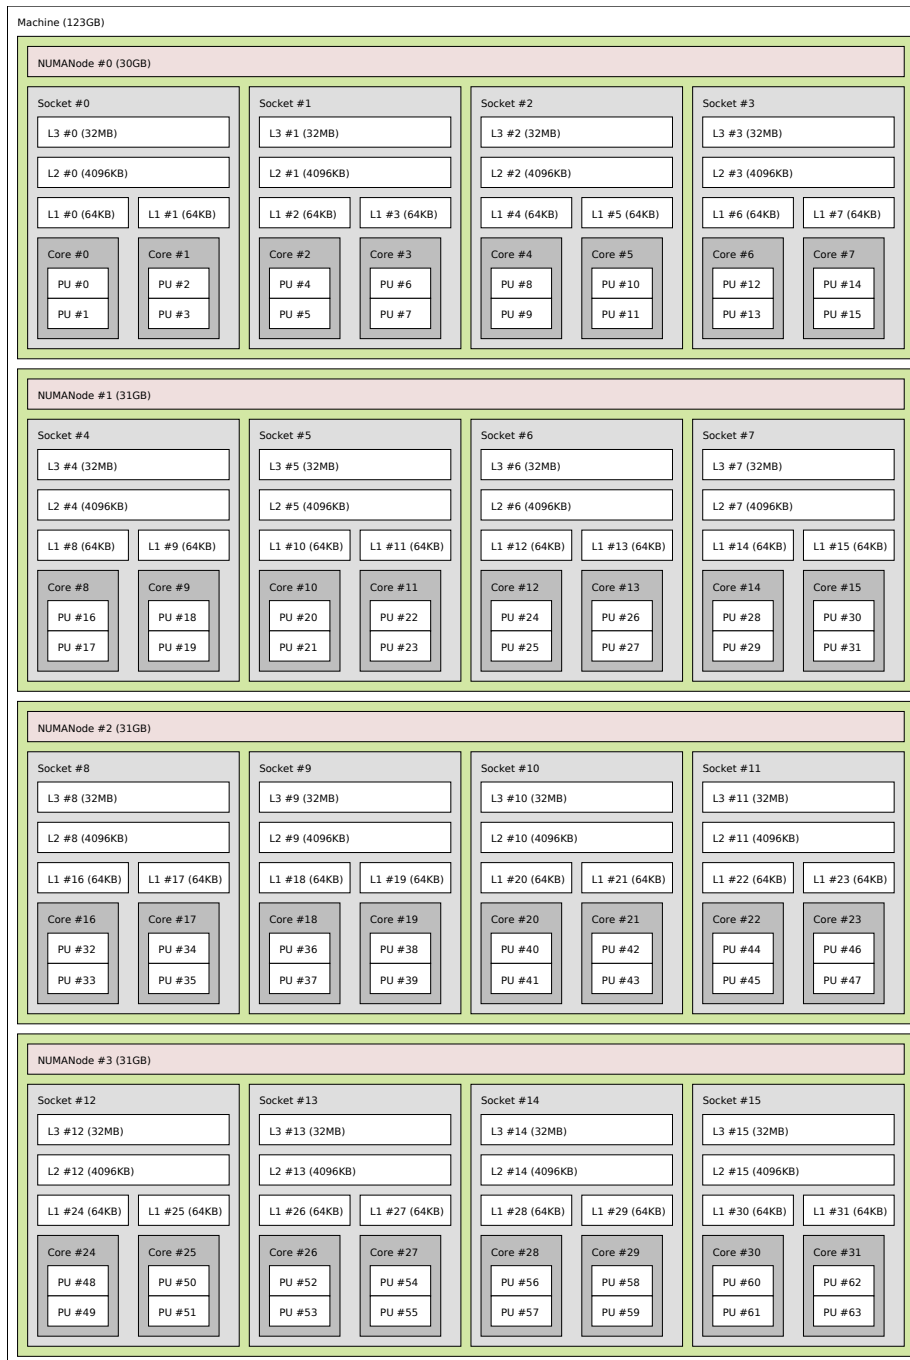 Machine (123GB)
NUMANode #0 (30GB)
Socket #0 Socket #1 Socket #2 Socket #3
L3 #0 (32MB) L3 #1 (32MB) L3 #2 (32MB) L3 #3 (32MB)
L2 #0 (4096KB) L2 #1 (4096KB) L2 #2 (4096KB) L2 #3 (4096KB)
L1 #0 (64KB) L1 #1 (64KB) L1 #2 (64KB) L1 #3 (64KB) L1 #4 (64KB) L1 #5 (64KB) L1 #6 (64KB) L1 #7 (64KB)
Core #0 Core #1 Core #2 Core #3 Core #4 Core #5 Core #6 Core #7
PU #0 PU #2 PU #4 PU #6 PU #8 PU #10 PU #12 PU #14
PU #1 PU #3 PU #5 PU #7 PU #9 PU #11 PU #13 PU #15
NUMANode #1 (31GB)
Socket #4 Socket #5 Socket #6 Socket #7
L3 #4 (32MB) L3 #5 (32MB) L3 #6 (32MB) L3 #7 (32MB)
L2 #4 (4096KB) L2 #5 (4096KB) L2 #6 (4096KB) L2 #7 (4096KB)
L1 #8 (64KB) L1 #9 (64KB) L1 #10 (64KB) L1 #11 (64KB) L1 #12 (64KB) L1 #13 (64KB) L1 #14 (64KB) L1 #15 (64KB)
Core #8 Core #9 Core #10 Core #11 Core #12 Core #13 Core #14 Core #15
PU #16 PU #18 PU #20 PU #22 PU #24 PU #26 PU #28 PU #30
PU #17 PU #19 PU #21 PU #23 PU #25 PU #27 PU #29 PU #31
NUMANode #2 (31GB)
Socket #8 Socket #9 Socket #10 Socket #11
L3 #8 (32MB) L3 #9 (32MB) L3 #10 (32MB) L3 #11 (32MB)
L2 #8 (4096KB) L2 #9 (4096KB) L2 #10 (4096KB) L2 #11 (4096KB)
L1 #16 (64KB) L1 #17 (64KB) L1 #18 (64KB) L1 #19 (64KB) L1 #20 (64KB) L1 #21 (64KB) L1 #22 (64KB) L1 #23 (64KB)
Core #16 Core #17 Core #18 Core #19 Core #20 Core #21 Core #22 Core #23
PU #32 PU #34 PU #36 PU #38 PU #40 PU #42 PU #44 PU #46
PU #33 PU #35 PU #37 PU #39 PU #41 PU #43 PU #45 PU #47
NUMANode #3 (31GB)
Socket #12 Socket #13 Socket #14 Socket #15
L3 #12 (32MB) L3 #13 (32MB) L3 #14 (32MB) L3 #15 (32MB)
L2 #12 (4096KB) L2 #13 (4096KB) L2 #14 (4096KB) L2 #15 (4096KB)
L1 #24 (64KB) L1 #25 (64KB) L1 #26 (64KB) L1 #27 (64KB) L1 #28 (64KB) L1 #29 (64KB) L1 #30 (64KB) L1 #31 (64KB)
Core #24 Core #25 Core #26 Core #27 Core #28 Core #29 Core #30 Core #31
PU #48 PU #50 PU #52 PU #54 PU #56 PU #58 PU #60 PU #62
PU #49 PU #51 PU #53 PU #55 PU #57 PU #59 PU #61 PU #63